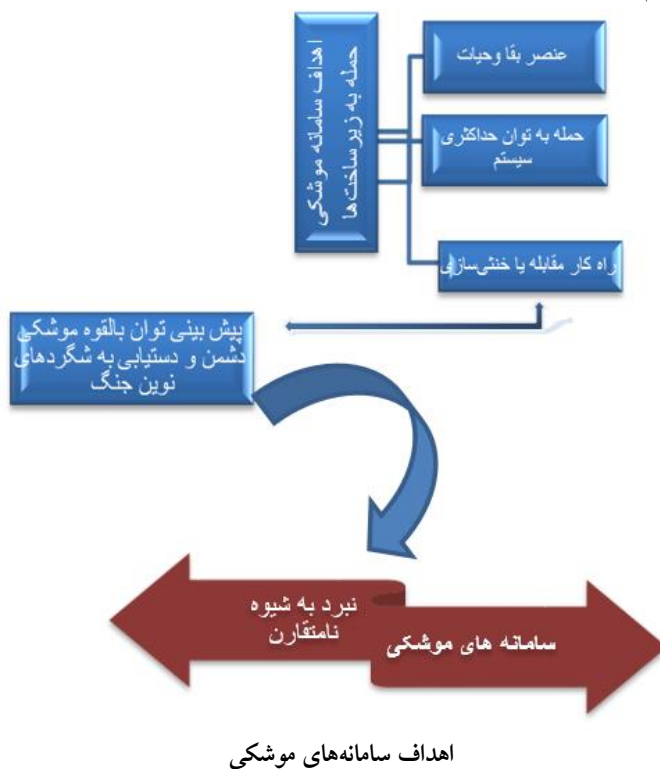 اهداف سامانه موشکی
حمله به زیرساخت‌ها
عنصر بقا وحیات
حمله به توان حداکثری
سیستم
راه کار مقابله یا خنثی‌سازی
پیش بینی توان بالقوه موشکی
دشمن و دستیابی به شگردهای
نوین جنگ
سامانه های موشکی
نبرد به شیوه
نامتقارن
اهداف سامانه‌های موشکی